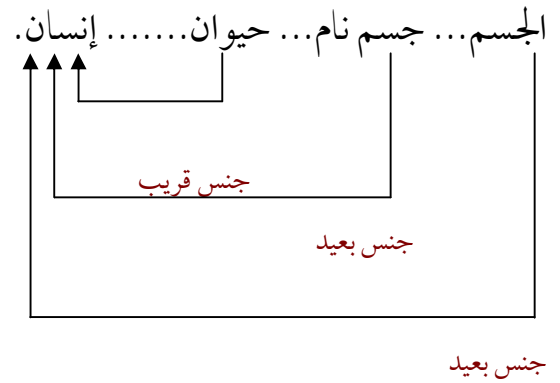 الجسم... جسم نام... حيوان....... إنسان.
جنس قريب
جنس بعيد
جنس بعيد